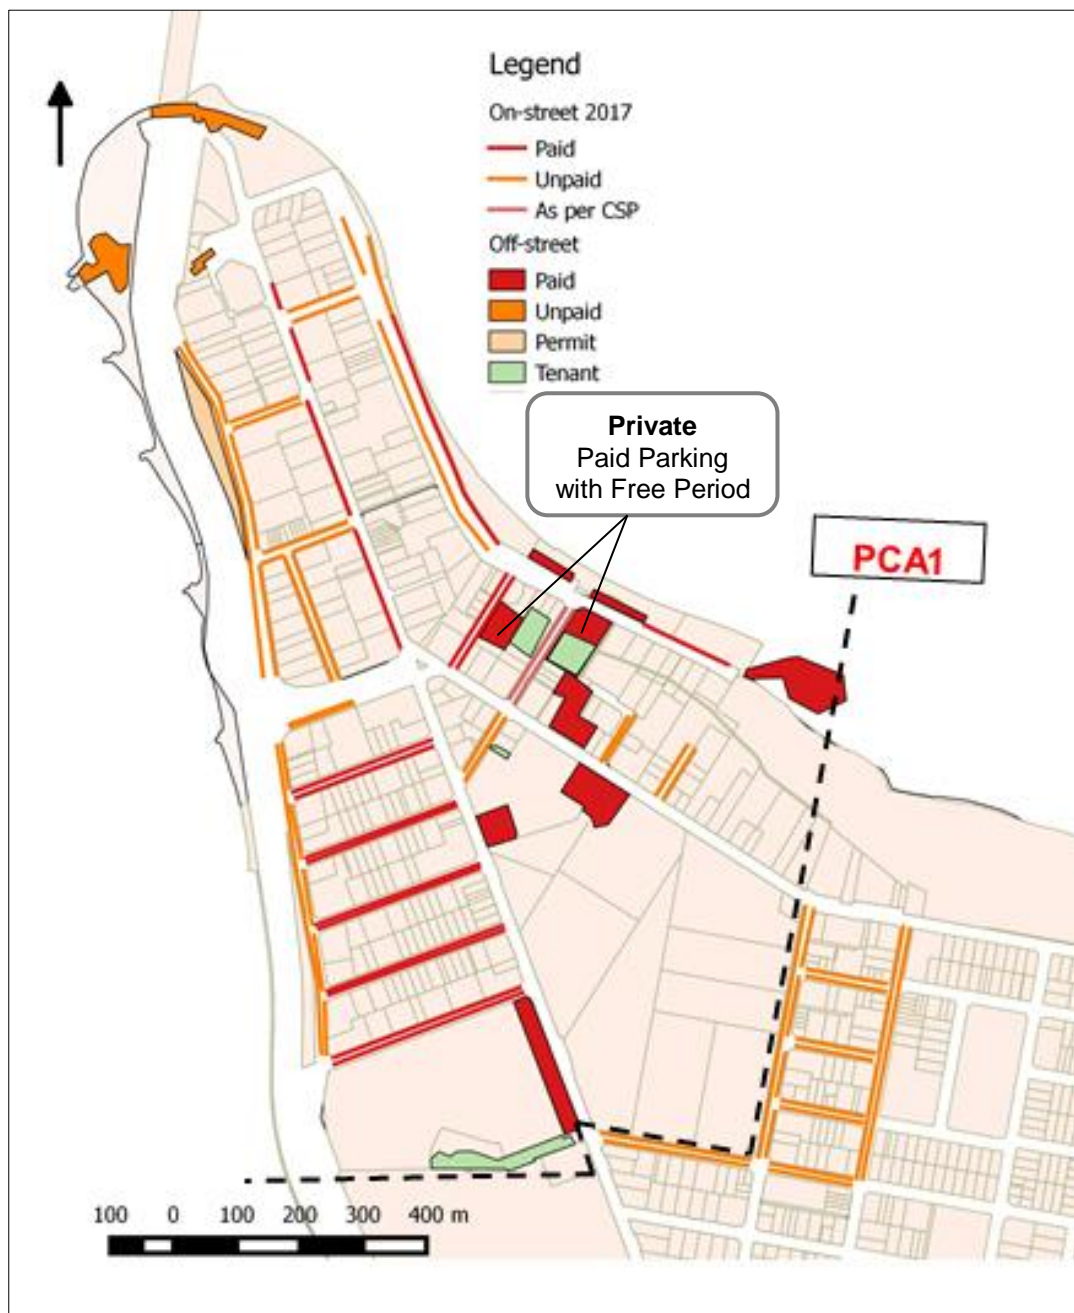 Legend
On-street 2017
Paid
Unpaid
As per CSP
Off-street
Paid
Unpaid
Permit
Tenant
Private
Paid Parking
with Free Period
PCA1
100 0 100 200 300 400 m